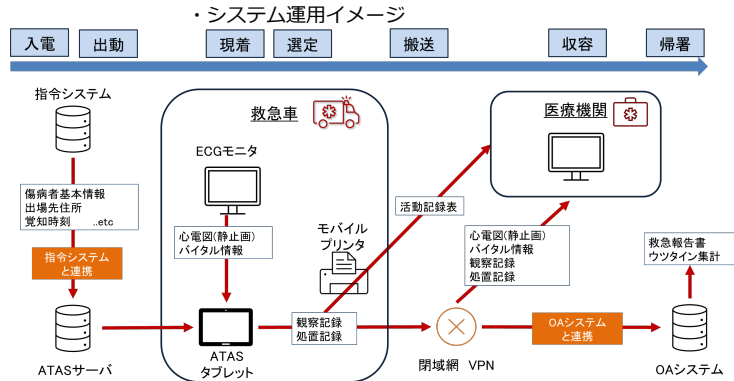 ・システム運用イメージ
入電
出動
現着
選定
搬送
収容
帰署
指令システム
傷病者基本情報
出場先住所
覚知時刻 ..etc
指令システム
と連携
ATASサーバ
救急車
ECGモニタ
心電図(静止画)
バイタル情報
モバイル
プリンタ
ATAS
タブレット
観察記録
処置記録
活動記録表
医療機関
心電図(静止画)
バイタル情報
観察記録
処置記録
閉域網 VPN
OAシステム
と連携
救急報告書
ウツタイン集計
OAシステム